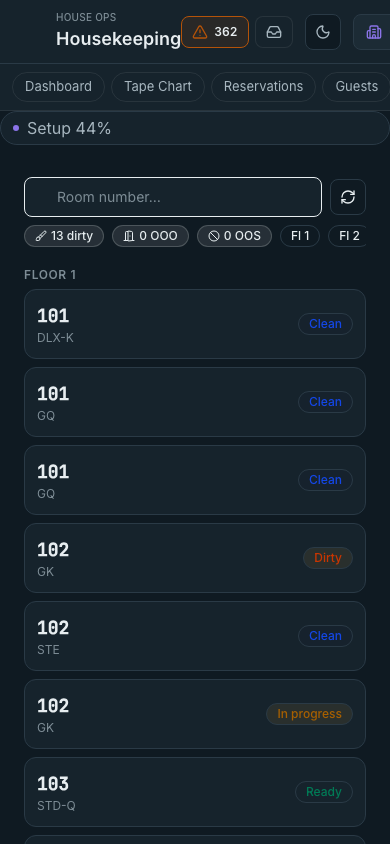 HOUSE OPS
Housekeeping
362
Dashboard
Tape Chart
Reservations
Guests
Setup 44%
Room number...
13 dirty
0 OOO
0 OOS
Fl 1
Fl 2
FLOOR 1
101
DLX-K
Clean
101
GQ
Clean
101
GQ
Clean
102
GK
Dirty
102
STE
Clean
102
GK
In progress
103
STD-Q
Ready